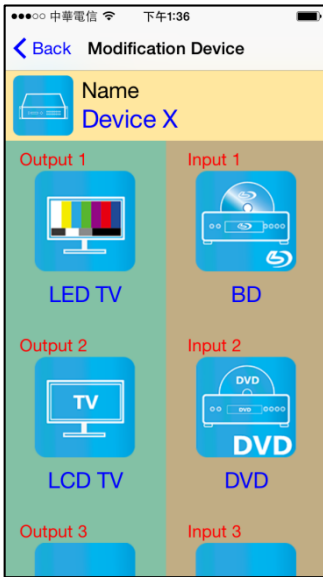 中華電信 下午1:36
Back Modification Device
Name
Device X
Output 1 Input 1
LED TV BD
Output 2 Input 2
TV DVD
DVD
DVD
LCD TV DVD
Output 3 Input 3